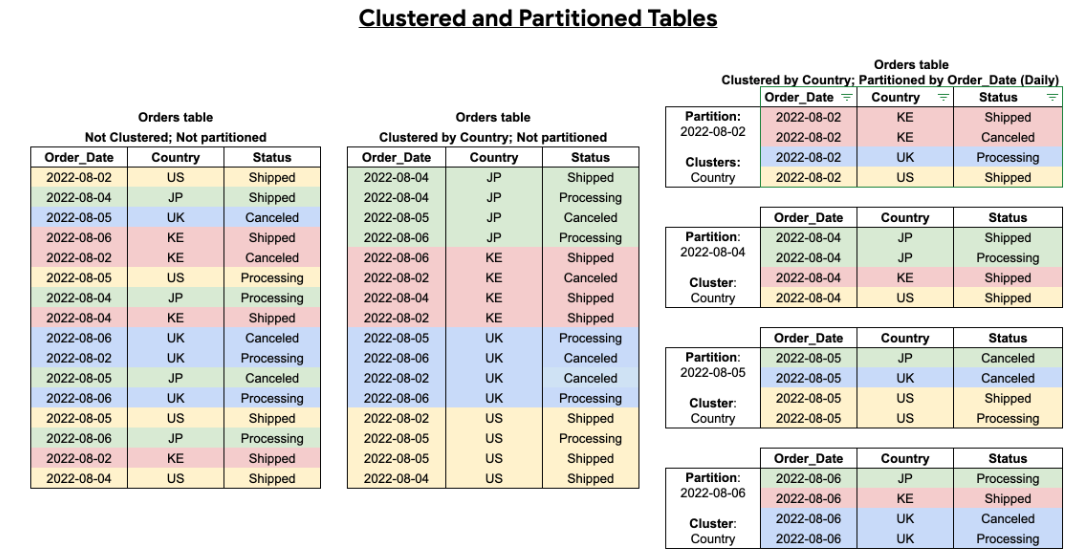 Clustered and Partitioned Tables
Orders table
Not Clustered; Not partitioned
Order_Date Country Status
2022-08-02 US Shipped
2022-08-04 JP Shipped
2022-08-05 UK Canceled
2022-08-06 KE Shipped
2022-08-02 KE Canceled
2022-08-05 US Processing
2022-08-04 JP Processing
2022-08-04 KE Shipped
2022-08-06 UK Canceled
2022-08-02 UK Processing
2022-08-05 JP Canceled
2022-08-06 UK Processing
2022-08-05 US Shipped
2022-08-06 JP Processing
2022-08-02 KE Shipped
2022-08-04 US Shipped
Orders table
Clustered by Country; Not partitioned
Order_Date Country Status
2022-08-04 JP Shipped
2022-08-04 JP Processing
2022-08-05 JP Canceled
2022-08-06 JP Processing
2022-08-06 KE Shipped
2022-08-02 KE Canceled
2022-08-04 KE Shipped
2022-08-02 KE Shipped
2022-08-05 UK Processing
2022-08-06 UK Canceled
2022-08-02 UK Canceled
2022-08-06 UK Processing
2022-08-02 US Shipped
2022-08-05 US Processing
2022-08-05 US Shipped
2022-08-04 US Shipped
Orders table
Clustered by Country; Partitioned by Order_Date (Daily)
Order_Date Country Status
Partition:
2022-08-02
Clusters:
Country
2022-08-02 KE Shipped
2022-08-02 KE Canceled
2022-08-02 UK Processing
2022-08-02 US Shipped
Order_Date Country Status
Partition:
2022-08-04
Cluster:
Country
2022-08-04 JP Shipped
2022-08-04 JP Processing
2022-08-04 KE Shipped
2022-08-04 US Shipped
Order_Date Country Status
Partition:
2022-08-05
Cluster:
Country
2022-08-05 JP Canceled
2022-08-05 UK Canceled
2022-08-05 US Shipped
2022-08-05 US Processing
Order_Date Country Status
Partition:
2022-08-06
Cluster:
Country
2022-08-06 JP Processing
2022-08-06 KE Shipped
2022-08-06 UK Canceled
2022-08-06 UK Processing